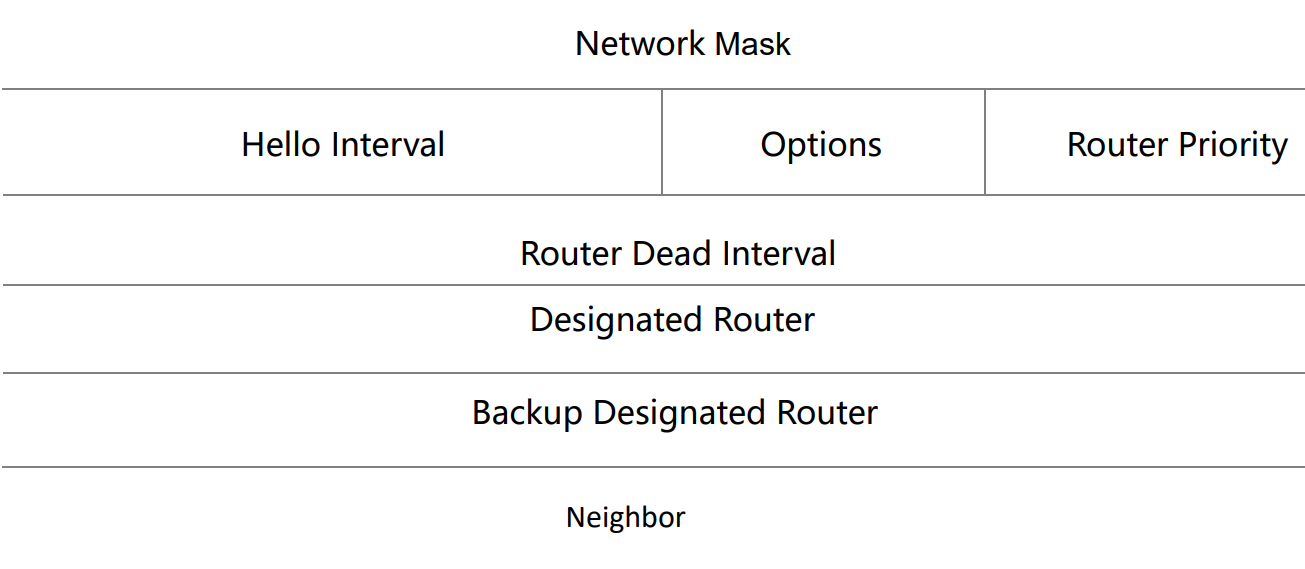 Network Mask
Hello Interval Options Router Priority
Router Dead Interval
Designated Router
Backup Designated Router
Neighbor